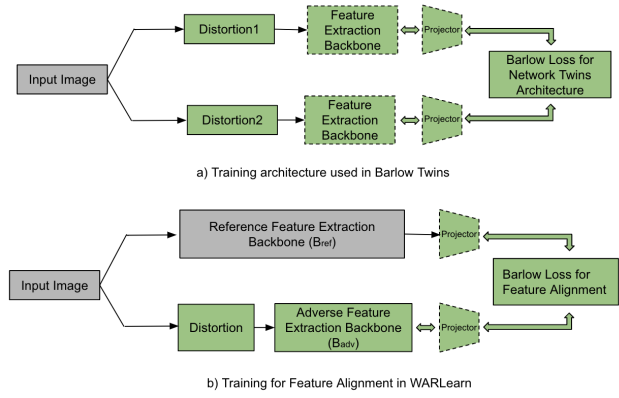 Input Image
Distortion1
Feature
Extraction
Backbone
Projector
Distortion2
Feature
Extraction
Backbone
Projector
Barlow Loss for
Network Twins
Architecture
a) Training architecture used in Barlow Twins
Input Image
Reference Feature Extraction
Backbone (Bref)
Projector
Distortion
Adverse Feature
Extraction Backbone
(Badv)
Projector
Barlow Loss for
Feature Alignment
b) Training for Feature Alignment in WARLearn